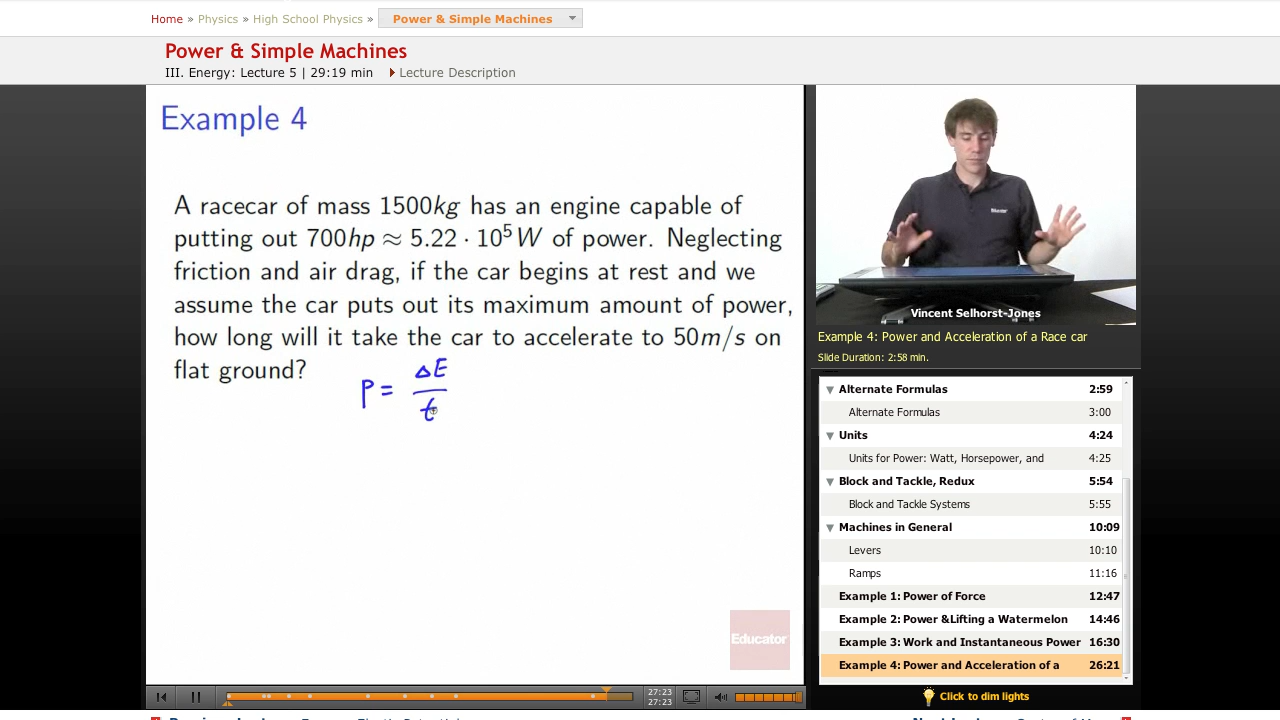 Home » Physics » High School Physics » Power & Simple Machines
Power & Simple Machines
III. Energy: Lecture 5 | 29:19 min Lecture Description
Example 4
A racecar of mass 1500kg has an engine capable of
putting out 700hp ≈ 5.22 · 10⁵ W of power. Neglecting
friction and air drag, if the car begins at rest and we
assume the car puts out its maximum amount of power,
how long will it take the car to accelerate to 50m/s on
flat ground?
P = ΔE
t
Educator
Vincent Selhorst-Jones
Example 4: Power and Acceleration of a Race car
Slide Duration: 2:58 min.
Alternate Formulas 2:59
Alternate Formulas 3:00
Units 4:24
Units for Power: Watt, Horsepower, and 4:25
Block and Tackle, Redux 5:54
Block and Tackle Systems 5:55
Machines in General 10:09
Levers 10:10
Ramps 11:16
Example 1: Power of Force 12:47
Example 2: Power &Lifting a Watermelon 14:46
Example 3: Work and Instantaneous Power 16:30
Example 4: Power and Acceleration of a 26:21
27:23
27:23
Click to dim lights